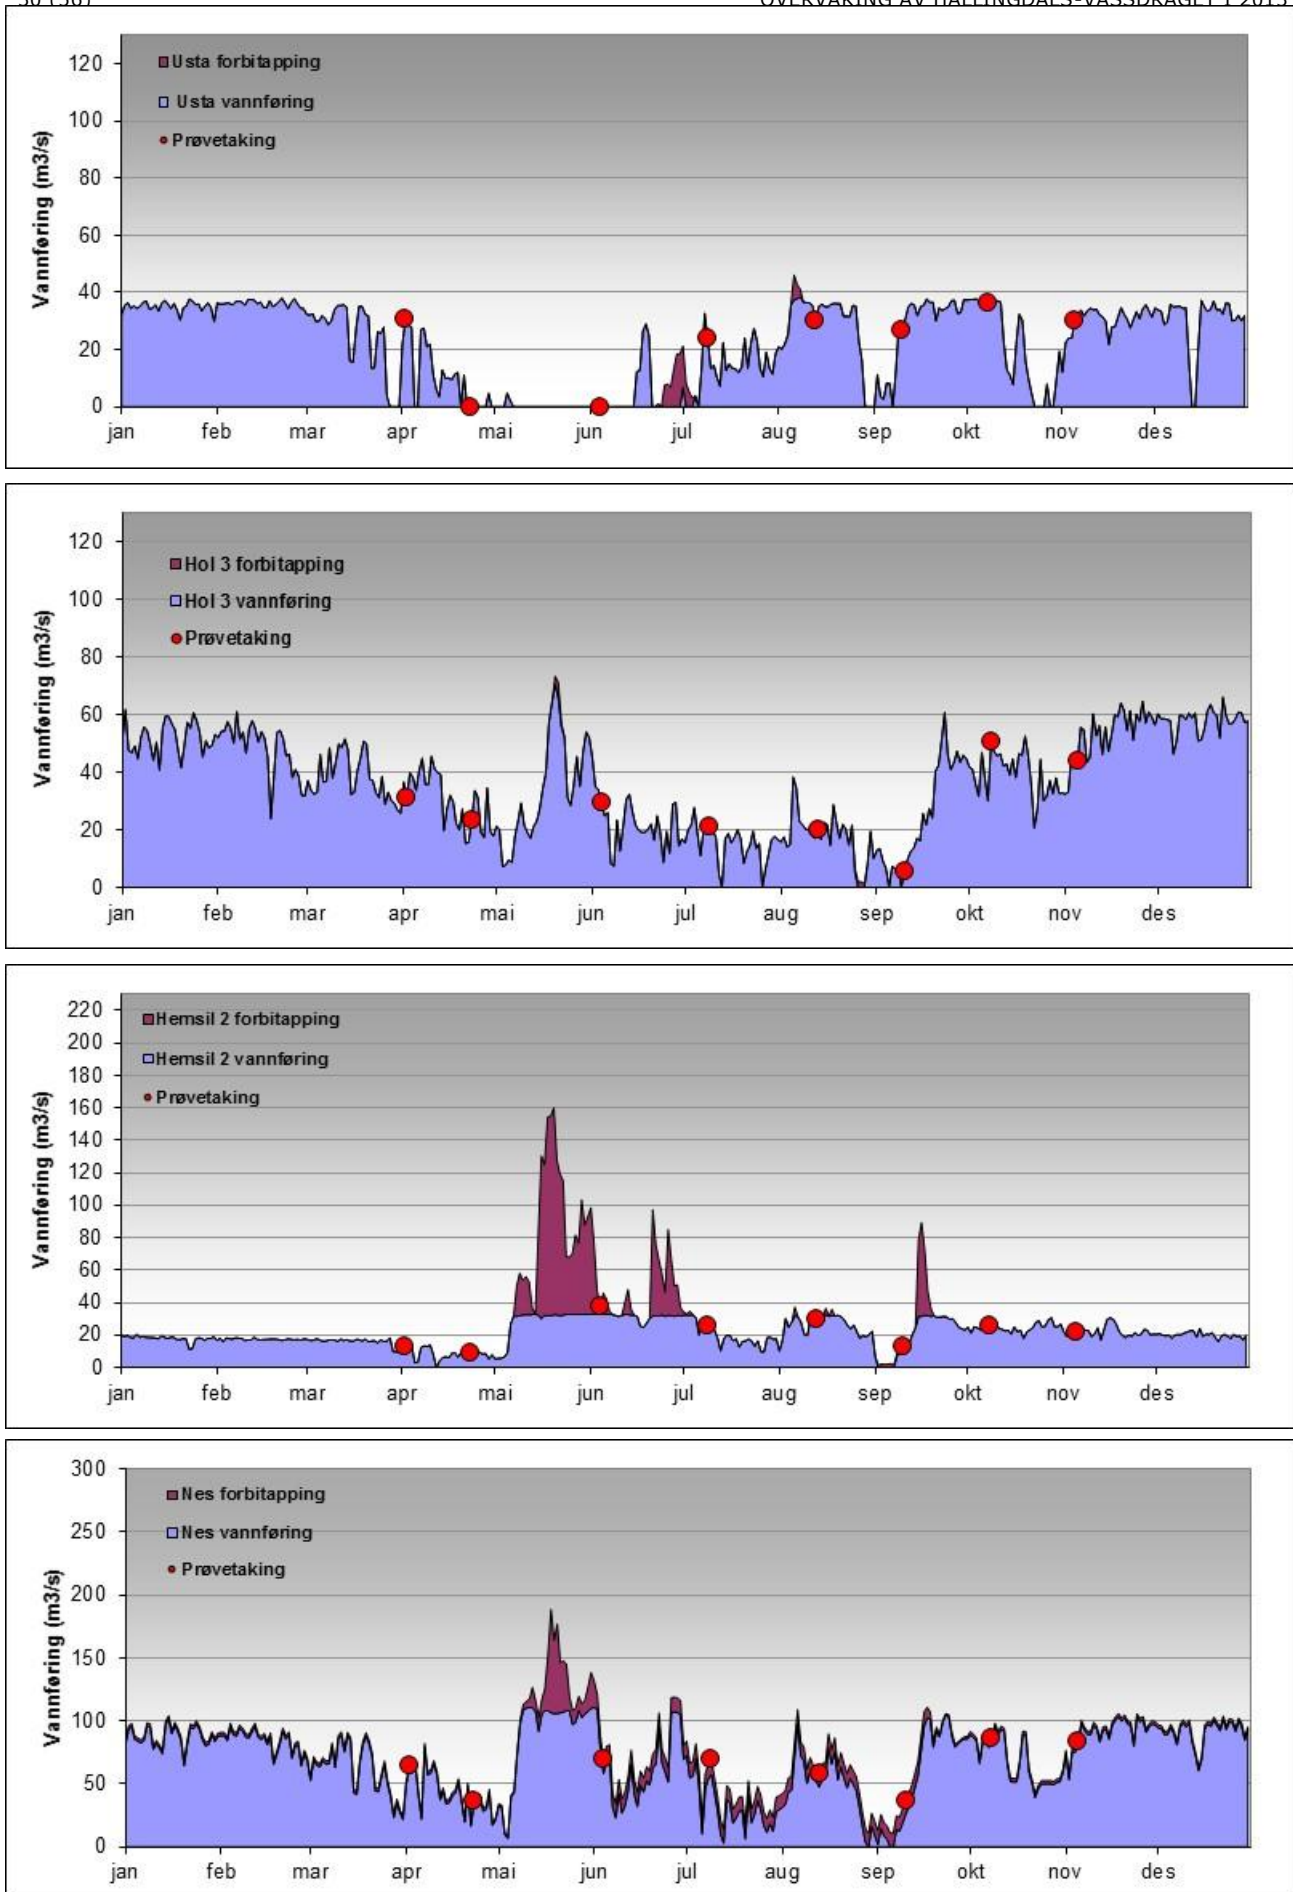 50 (56) OVERVÅKING AV HALLINGDALS-VASSDRAGET I 2015
Vannføring (m3/s)
Usta forbitapping
Usta vannføring
Prøvetaking
120
100
80
60
40
20
0
jan feb mar apr mai jun jul aug sep okt nov des
Vannføring (m3/s)
Hol 3 forbitapping
Hol 3 vannføring
Prøvetaking
120
100
80
60
40
20
0
jan feb mar apr mai jun jul aug sep okt nov des
Vannføring (m3/s)
Hemsil 2 forbitapping
Hemsil 2 vannføring
Prøvetaking
220
200
180
160
140
120
100
80
60
40
20
0
jan feb mar apr mai jun jul aug sep okt nov des
Vannføring (m3/s)
Nes forbitapping
Nes vannføring
Prøvetaking
300
250
200
150
100
50
0
jan feb mar apr mai jun jul aug sep okt nov des